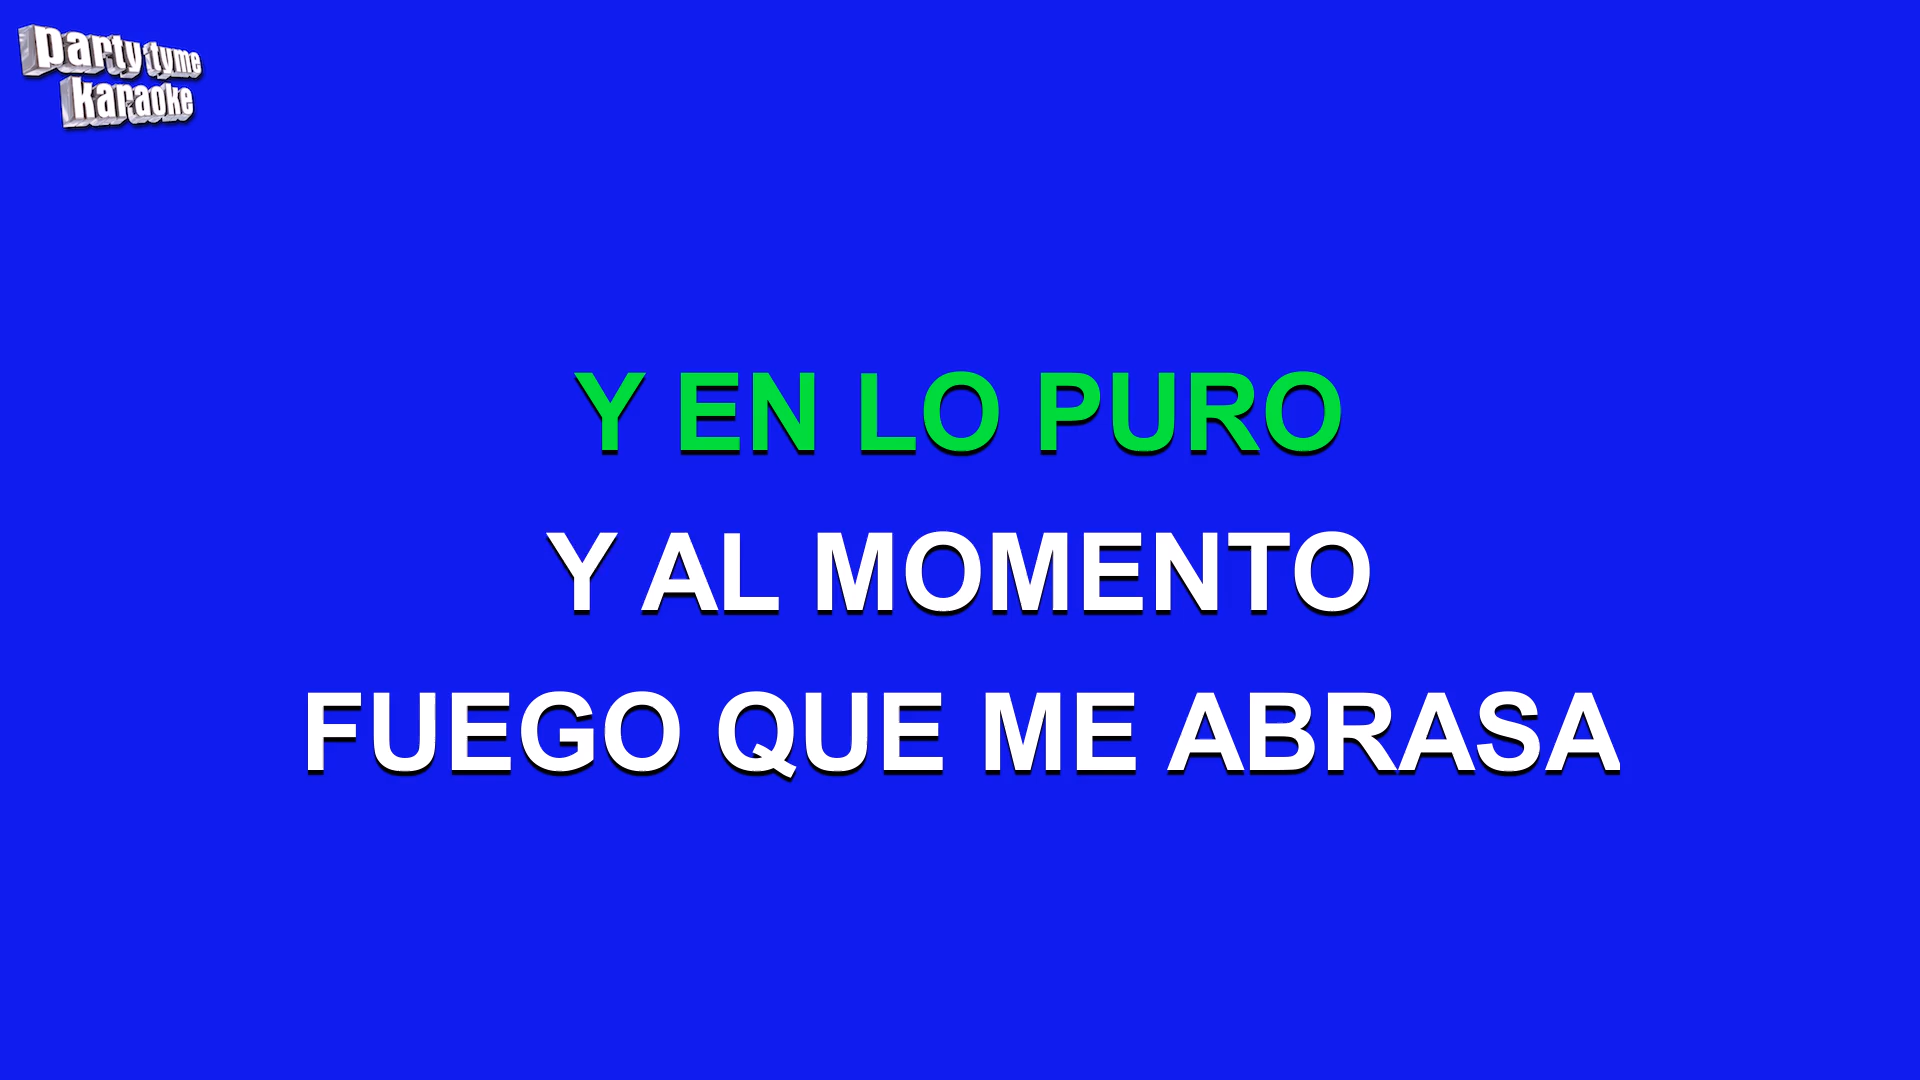 party tyme
karaoke
Y EN LO PURO
Y AL MOMENTO
FUEGO QUE ME ABRASA